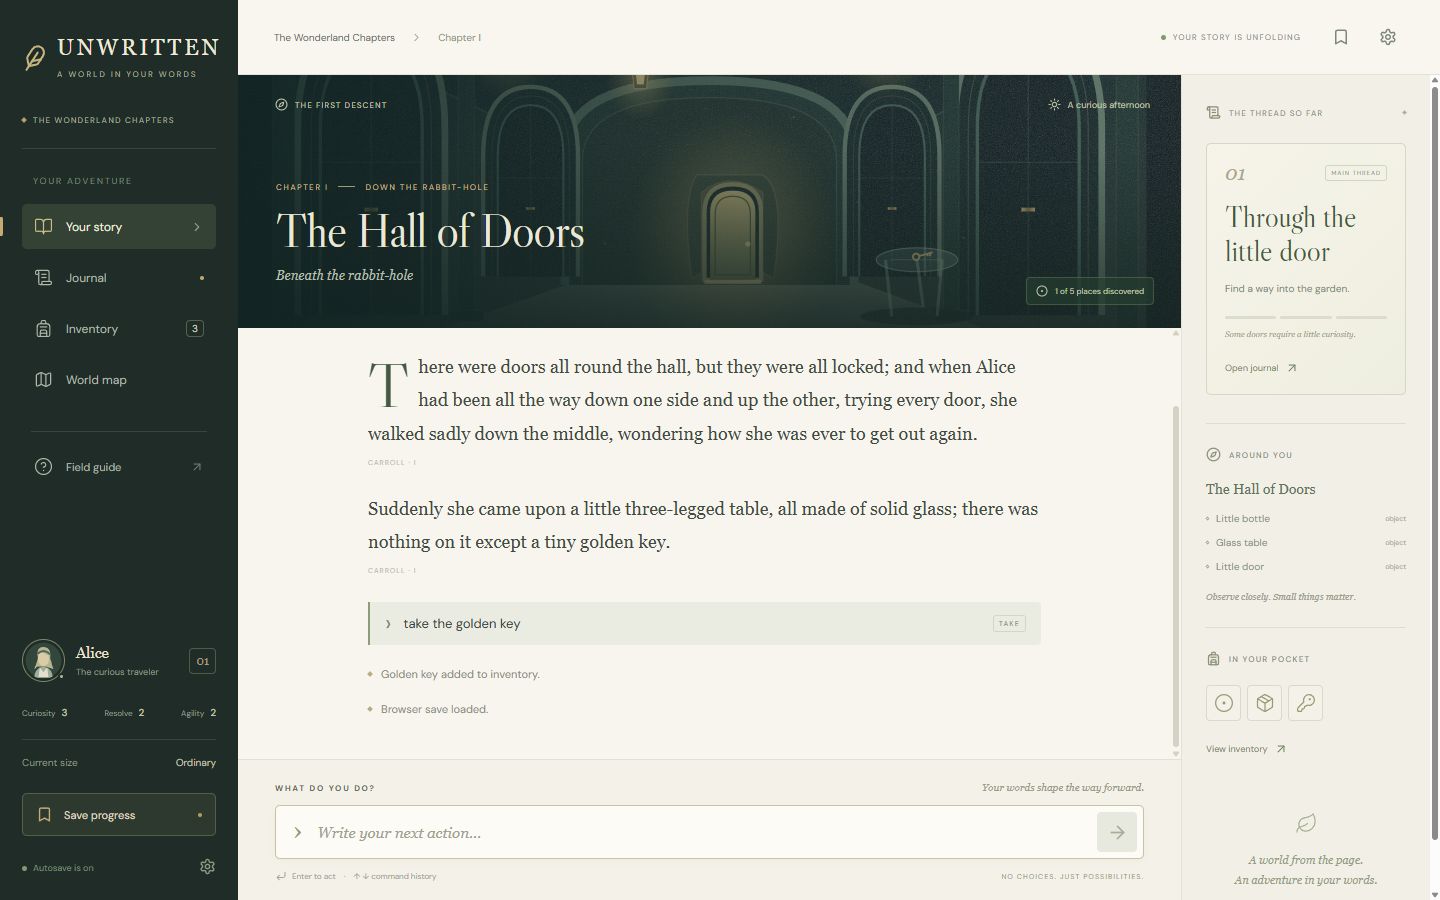 UNWRITTEN
A WORLD IN YOUR WORDS
THE WONDERLAND CHAPTERS
YOUR ADVENTURE
Your story
Journal
Inventory 3
World map
Field guide
Alice
The curious traveler
01
Curiosity 3 Resolve 2 Agility 2
Current size Ordinary
Save progress
Autosave is on
The Wonderland Chapters > Chapter I
YOUR STORY IS UNFOLDING
THE FIRST DESCENT
A curious afternoon
CHAPTER I — DOWN THE RABBIT-HOLE
The Hall of Doors
Beneath the rabbit-hole
1 of 5 places discovered
There were doors all round the hall, but they were all locked; and when Alice
had been all the way down one side and up the other, trying every door, she
walked sadly down the middle, wondering how she was ever to get out again.
CARROLL · I
Suddenly she came upon a little three-legged table, all made of solid glass; there was
nothing on it except a tiny golden key.
CARROLL · I
› take the golden key TAKE
Golden key added to inventory.
Browser save loaded.
WHAT DO YOU DO? Your words shape the way forward.
› Write your next action...
Enter to act · ↑↓ command history NO CHOICES. JUST POSSIBILITIES.
THE THREAD SO FAR
01 MAIN THREAD
Through the
little door
Find a way into the garden.
Some doors require a little curiosity.
Open journal
AROUND YOU
The Hall of Doors
Little bottle object
Glass table object
Little door object
Observe closely. Small things matter.
IN YOUR POCKET
View inventory
A world from the page.
An adventure in your words.